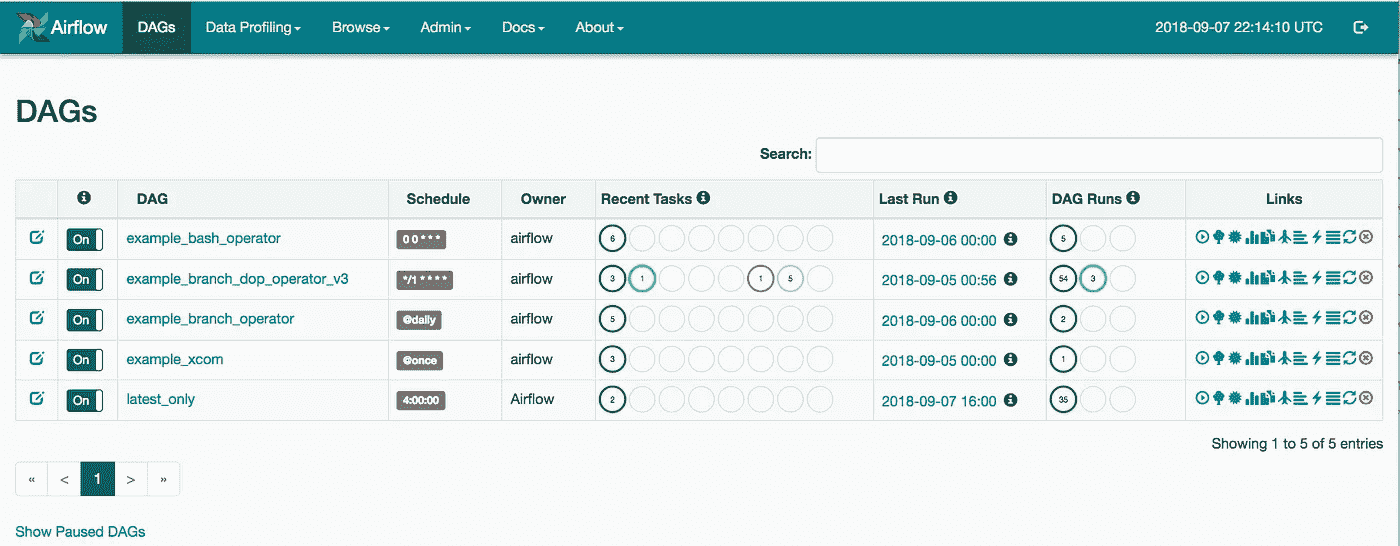 Airflow DAGs Data Profiling Browse Admin Docs About 2018-09-07 22:14:10 UTC
DAGs
Search:
DAG Schedule Owner Recent Tasks Last Run DAG Runs Links
On example_bash_operator 0 0 * * * airflow 6 2018-09-06 00:00 5
On example_branch_dop_operator_v3 */1 * * * * airflow 3 1 1 5 2018-09-05 00:56 54 3
On example_branch_operator @daily airflow 5 2018-09-06 00:00 2
On example_xcom @once airflow 3 2018-09-05 00:00 1
On latest_only 4:00:00 Airflow 2 2018-09-07 16:00 35
Showing 1 to 5 of 5 entries
« < 1 > »
Show Paused DAGs